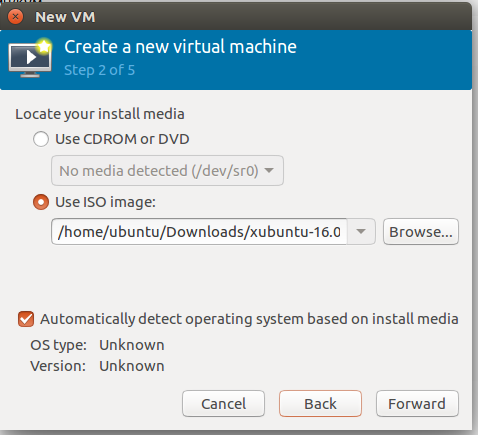 New VM
Create a new virtual machine
Step 2 of 5
Locate your install media
Use CDROM or DVD
No media detected (/dev/sr0)
Use ISO image:
/home/ubuntu/Downloads/xubuntu-16.0
Browse...
Automatically detect operating system based on install media
OS type: Unknown
Version: Unknown
Cancel Back Forward